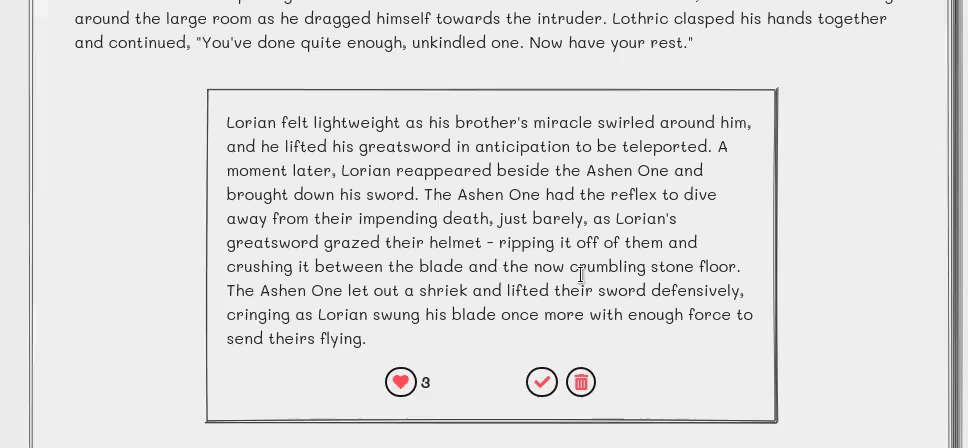 around the large room as he dragged himself towards the intruder. Lothric clasped his hands together
and continued, "You've done quite enough, unkindled one. Now have your rest."
Lorian felt lightweight as his brother's miracle swirled around him,
and he lifted his greatsword in anticipation to be teleported. A
moment later, Lorian reappeared beside the Ashen One and
brought down his sword. The Ashen One had the reflex to dive
away from their impending death, just barely, as Lorian's
greatsword grazed their helmet - ripping it off of them and
crushing it between the blade and the now crumbling stone floor.
The Ashen One let out a shriek and lifted their sword defensively,
cringing as Lorian swung his blade once more with enough force to
send theirs flying.
3